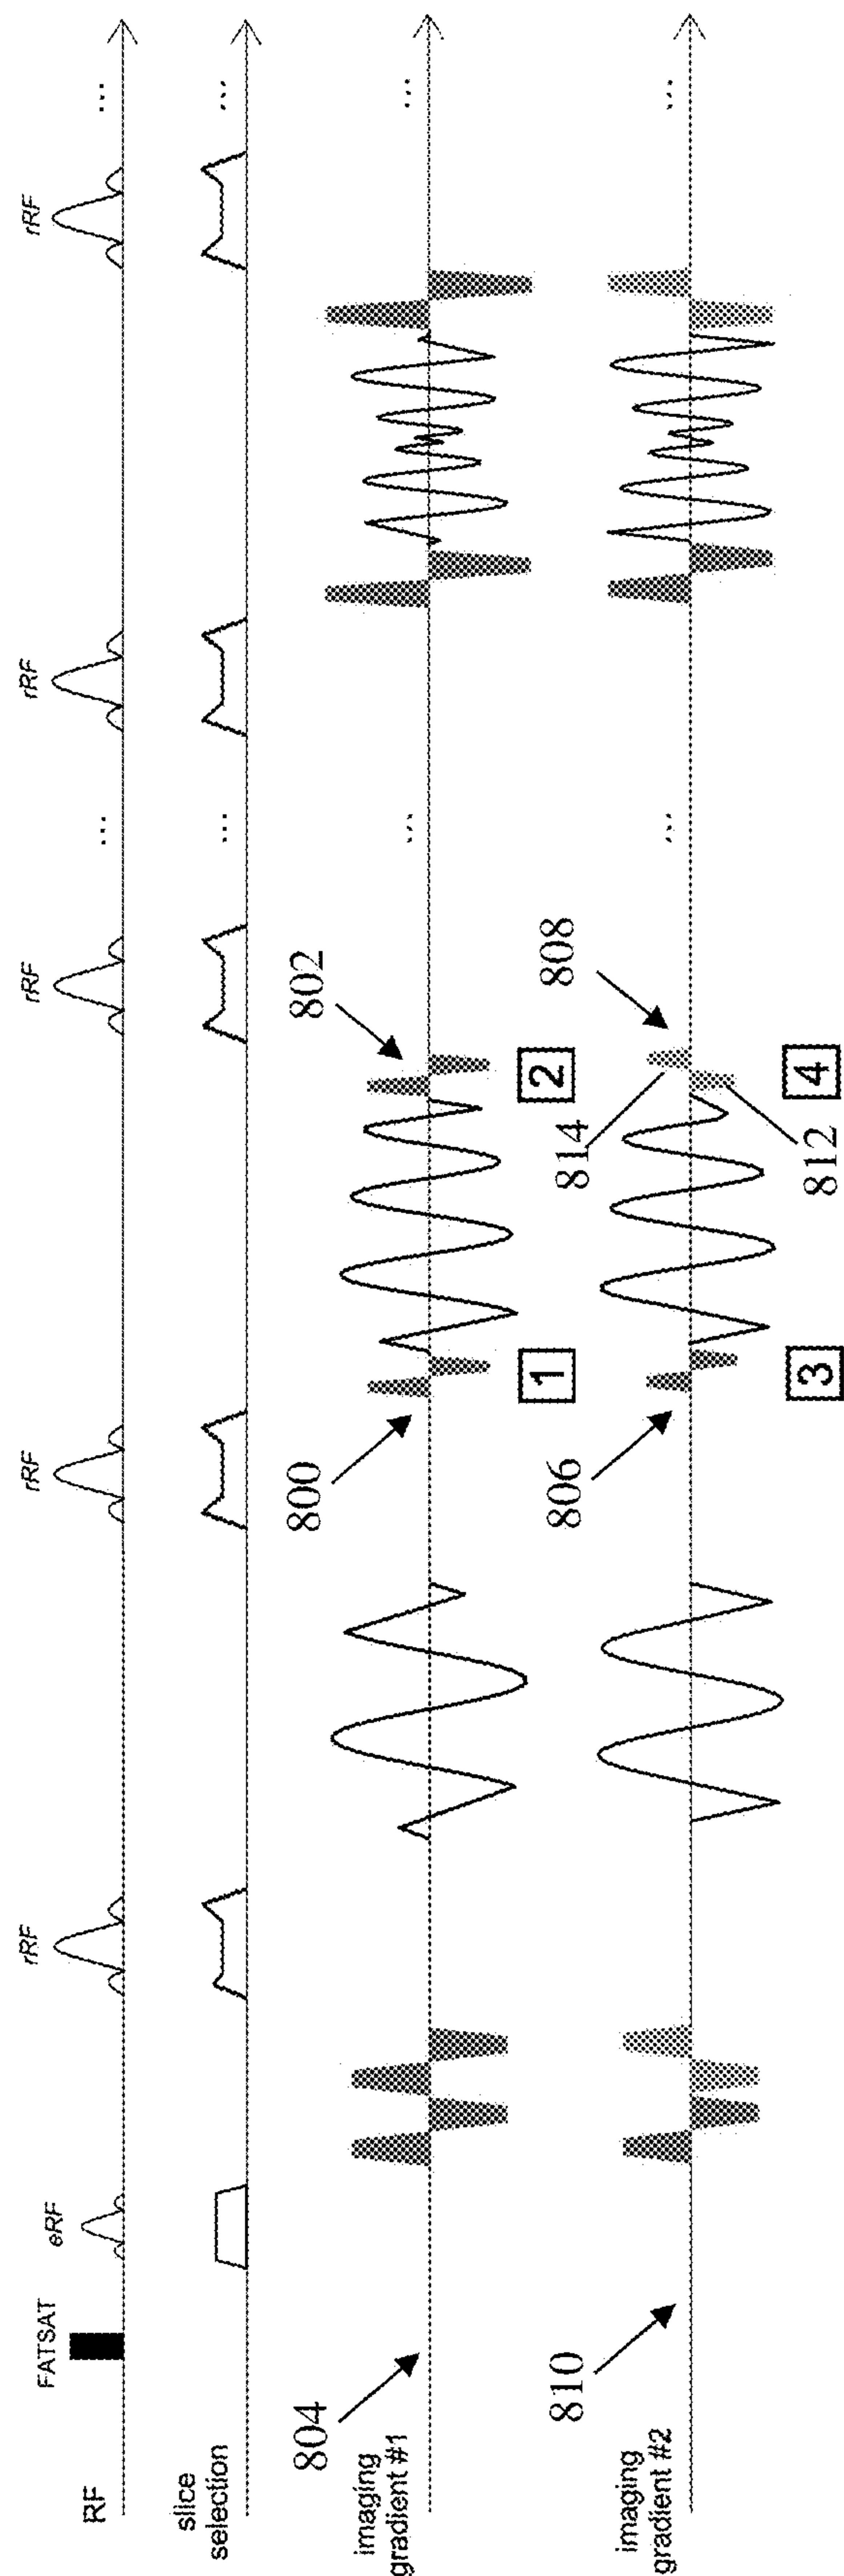 RF
FATSAT
eRF
rRF
rRF
rRF
...
rRF
rRF
...
slice
selection
...
...
imaging
gradient #1
804
800
1
802
2
...
...
imaging
gradient #2
810
806
3
814
812
808
4
...
...